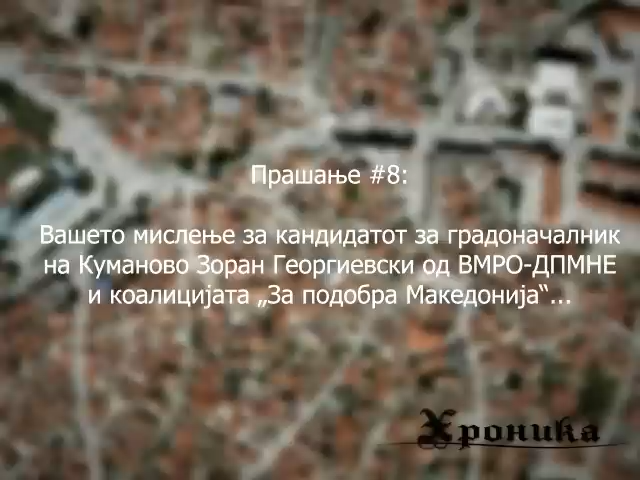 Прашање #8:
Вашето мислење за кандидатот за градоначалник
на Куманово Зоран Георгиевски од ВМРО-ДПМНЕ
и коалицијата „За подобра Македонија“...
Хроника